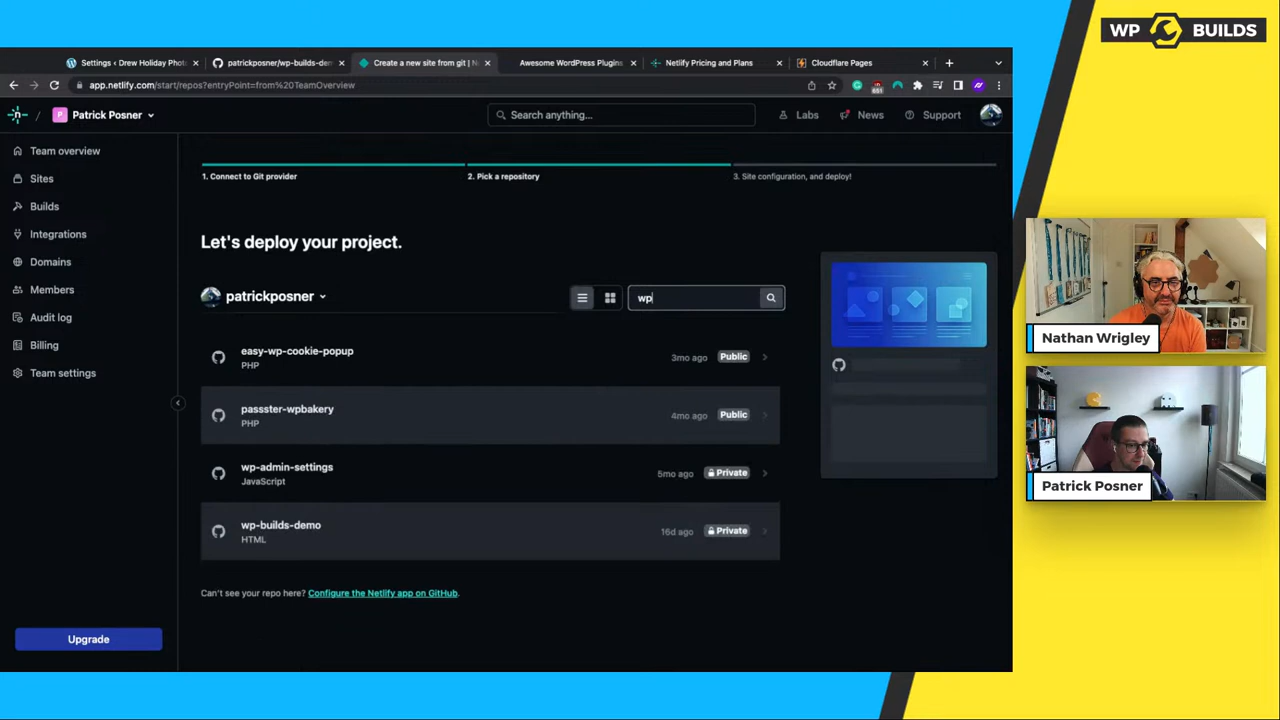 WP BUILDS
Settings ‹ Drew Holiday Phot
patrickposner/wp-builds-dem
Create a new site from git | N
Awesome WordPress Plugins
Netlify Pricing and Plans
Cloudflare Pages
app.netlify.com/start/repos?entryPoint=from%20TeamOverview
651
P Patrick Posner
Search anything...
Labs
News
Support
Team overview
Sites
Builds
Integrations
Domains
Members
Audit log
Billing
Team settings
Upgrade
1. Connect to Git provider
2. Pick a repository
3. Site configuration, and deploy!
Let's deploy your project.
patrickposner
wp
easy-wp-cookie-popup
PHP
3mo ago Public
passster-wpbakery
PHP
4mo ago Public
wp-admin-settings
JavaScript
5mo ago Private
wp-builds-demo
HTML
16d ago Private
Can't see your repo here? Configure the Netlify app on GitHub.
Nathan Wrigley
Patrick Posner